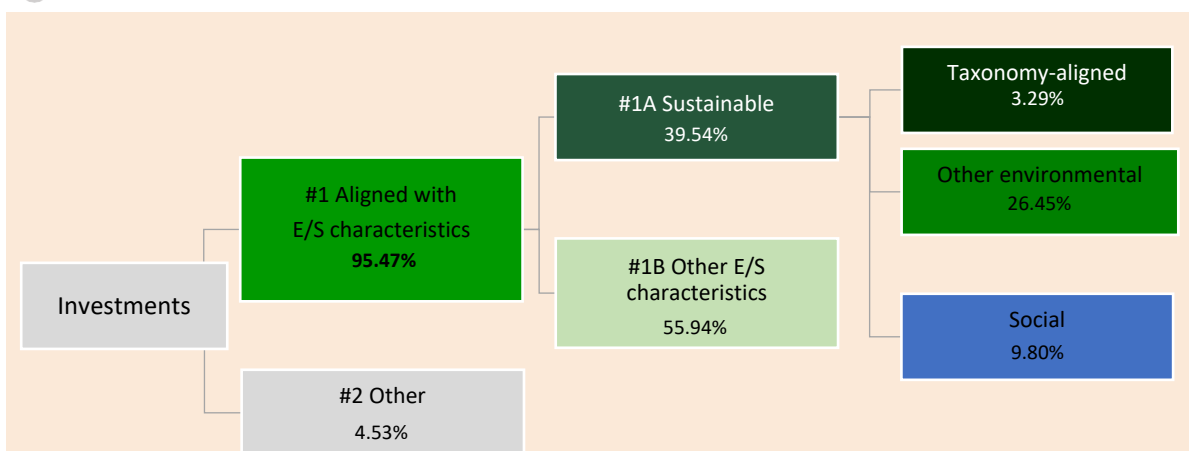 Investments
#1 Aligned with
E/S characteristics
95.47%
#2 Other
4.53%
#1A Sustainable
39.54%
#1B Other E/S
characteristics
55.94%
Taxonomy-aligned
3.29%
Other environmental
26.45%
Social
9.80%